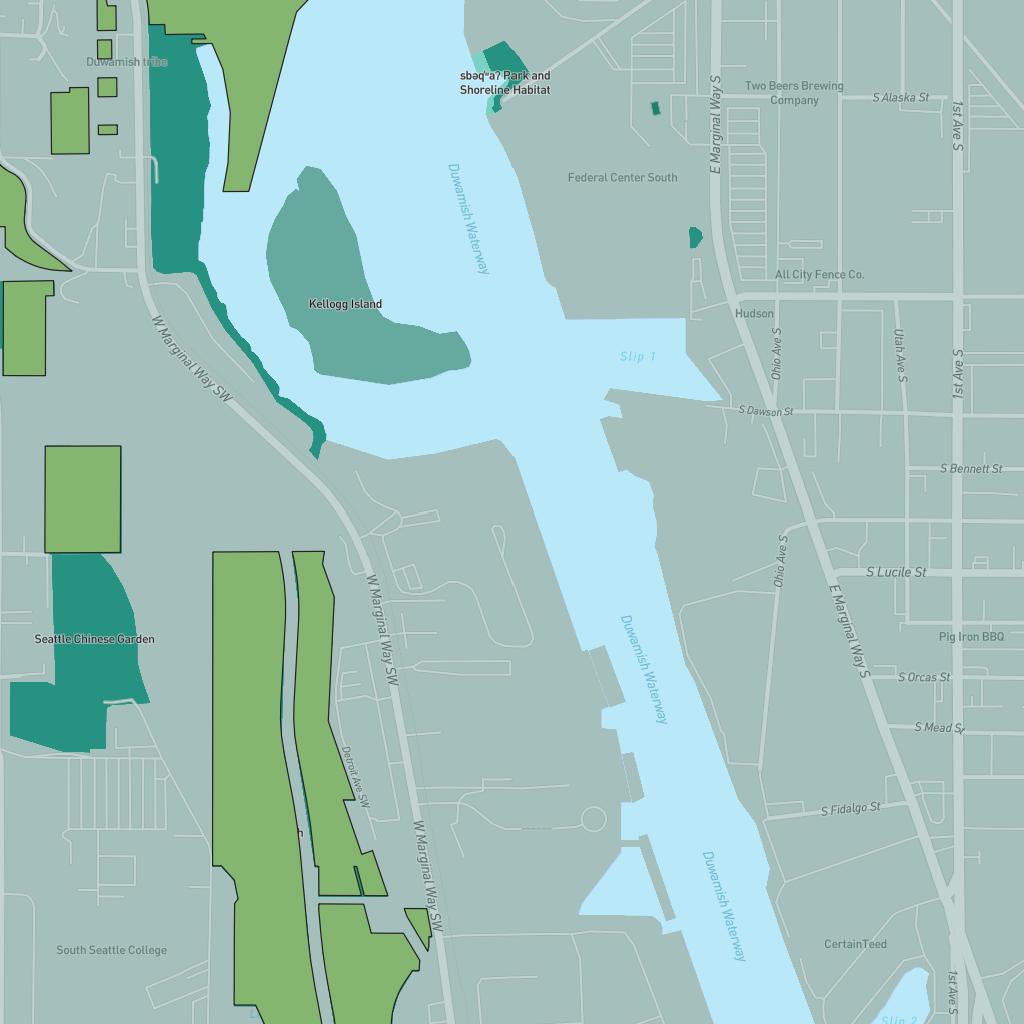 Duwamish tribe
sbəqʷaʔ Park and
Shoreline Habitat
E Marginal Way S
Two Beers Brewing
Company
S Alaska St
1st Ave S
Duwamish Waterway
Federal Center South
All City Fence Co.
Kellogg Island
Hudson
W Marginal Way SW
Slip 1
Ohio Ave S
Utah Ave S
1st Ave S
S Dawson St
S Bennett St
Ohio Ave S
S Lucile St
W Marginal Way SW
E Marginal Way S
Duwamish Waterway
Seattle Chinese Garden
Pig Iron BBQ
S Orcas St
S Mead St
Detroit Ave SW
S Fidalgo St
h
W Marginal Way SW
Duwamish Waterway
South Seattle College
CertainTeed
1st Ave S
Slip 2